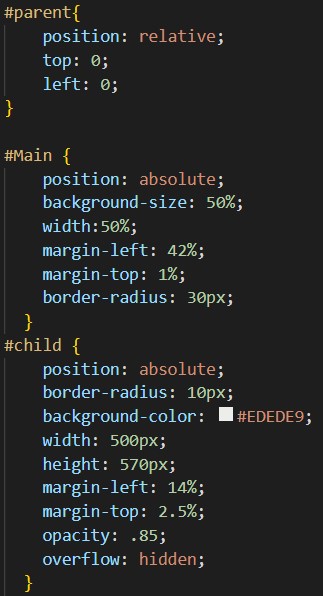 #parent{
position: relative;
top: 0;
left: 0;
}
#Main {
position: absolute;
background-size: 50%;
width:50%;
margin-left: 42%;
margin-top: 1%;
border-radius: 30px;
}
#child {
position: absolute;
border-radius: 10px;
background-color: #EDEDE9;
width: 500px;
height: 570px;
margin-left: 14%;
margin-top: 2.5%;
opacity: .85;
overflow: hidden;
}